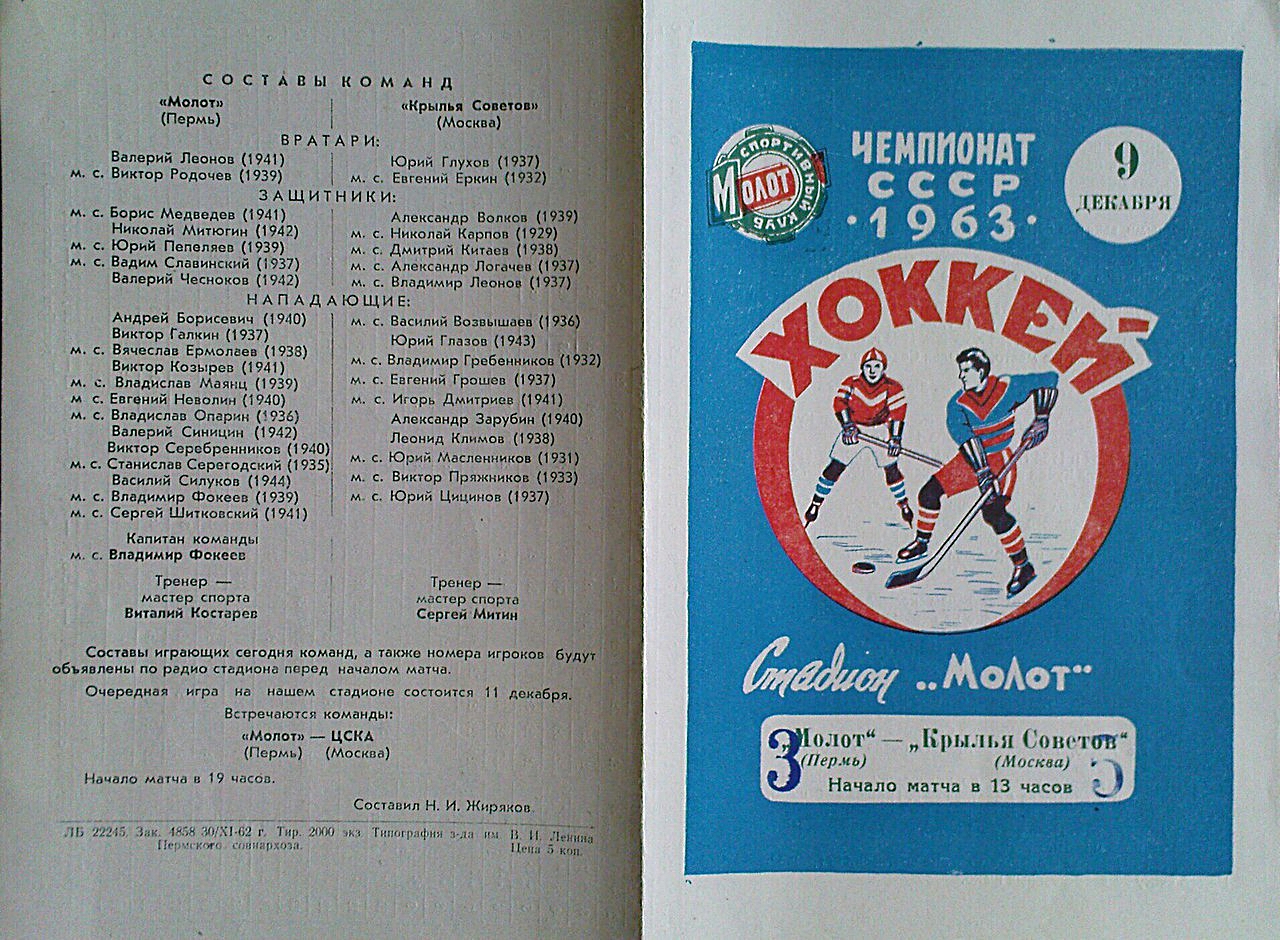 СОСТАВЫ КОМАНД
«Молот»
(Пермь)
«Крылья Советов»
(Москва)
ВРАТАРИ:
Валерий Леонов (1941)
м. с. Виктор Родочев (1939)
Юрий Глухов (1937)
м. с. Евгений Еркин (1932)
ЗАЩИТНИКИ:
м. с. Борис Медведев (1941)
Николай Митюгин (1942)
м. с. Юрий Пепеляев (1939)
м. с. Вадим Славинский (1937)
Валерий Чесноков (1942)
Александр Волков (1939)
м. с. Николай Карпов (1929)
м. с. Дмитрий Китаев (1938)
м. с. Александр Логачев (1937)
м. с. Владимир Леонов (1937)
НАПАДАЮЩИЕ:
Андрей Борисевич (1940)
Виктор Галкин (1937)
м. с. Вячеслав Ермолаев (1938)
Виктор Козырев (1941)
м. с. Владислав Маянц (1939)
м с. Евгений Неволин (1940)
м. с. Владислав Опарин (1936)
Валерий Синицин (1942)
Виктор Серебренников (1940)
м. с. Станислав Серегодский (1935)
Василий Силуков (1944)
м. с. Владимир Фокеев (1939)
м. с. Сергей Шитковский (1941)
м. с. Василий Возвышаев (1936)
Юрий Глазов (1943)
м. с. Владимир Гребенников (1932)
м. с. Евгений Грошев (1937)
м. с. Игорь Дмитриев (1941)
Александр Зарубин (1940)
Леонид Климов (1938)
м. с. Юрий Масленников (1931)
м. с. Виктор Пряжников (1933)
м. с. Юрий Цицинов (1937)
Капитан команды
м. с. Владимир Фокеев
Тренер —
мастер спорта
Виталий Костарев
Тренер —
мастер спорта
Сергей Митин
Составы играющих сегодня команд, а также номера игроков будут
объявлены по радио стадиона перед началом матча.
Очередная игра на нашем стадионе состоится 11 декабря.
Встречаются команды:
«Молот» — ЦСКА
(Пермь) (Москва)
Начало матча в 19 часов.
Составил Н. И. Жиряков.
ЛБ 22245. Зак. 4858 30/XI-62 г. Тир. 2000 экз. Типография з-да им. В. И. Ленина
Пермского совнархоза. Цена 5 коп.
СПОРТИВНЫЙ КЛУБ
МОЛОТ
ЧЕМПИОНАТ
СССР
·1963·
9
ДЕКАБРЯ
ХОККЕЙ
Стадион „Молот“
3 „Молот“ — „Крылья Советов“ 5
(Пермь) (Москва)
Начало матча в 13 часов